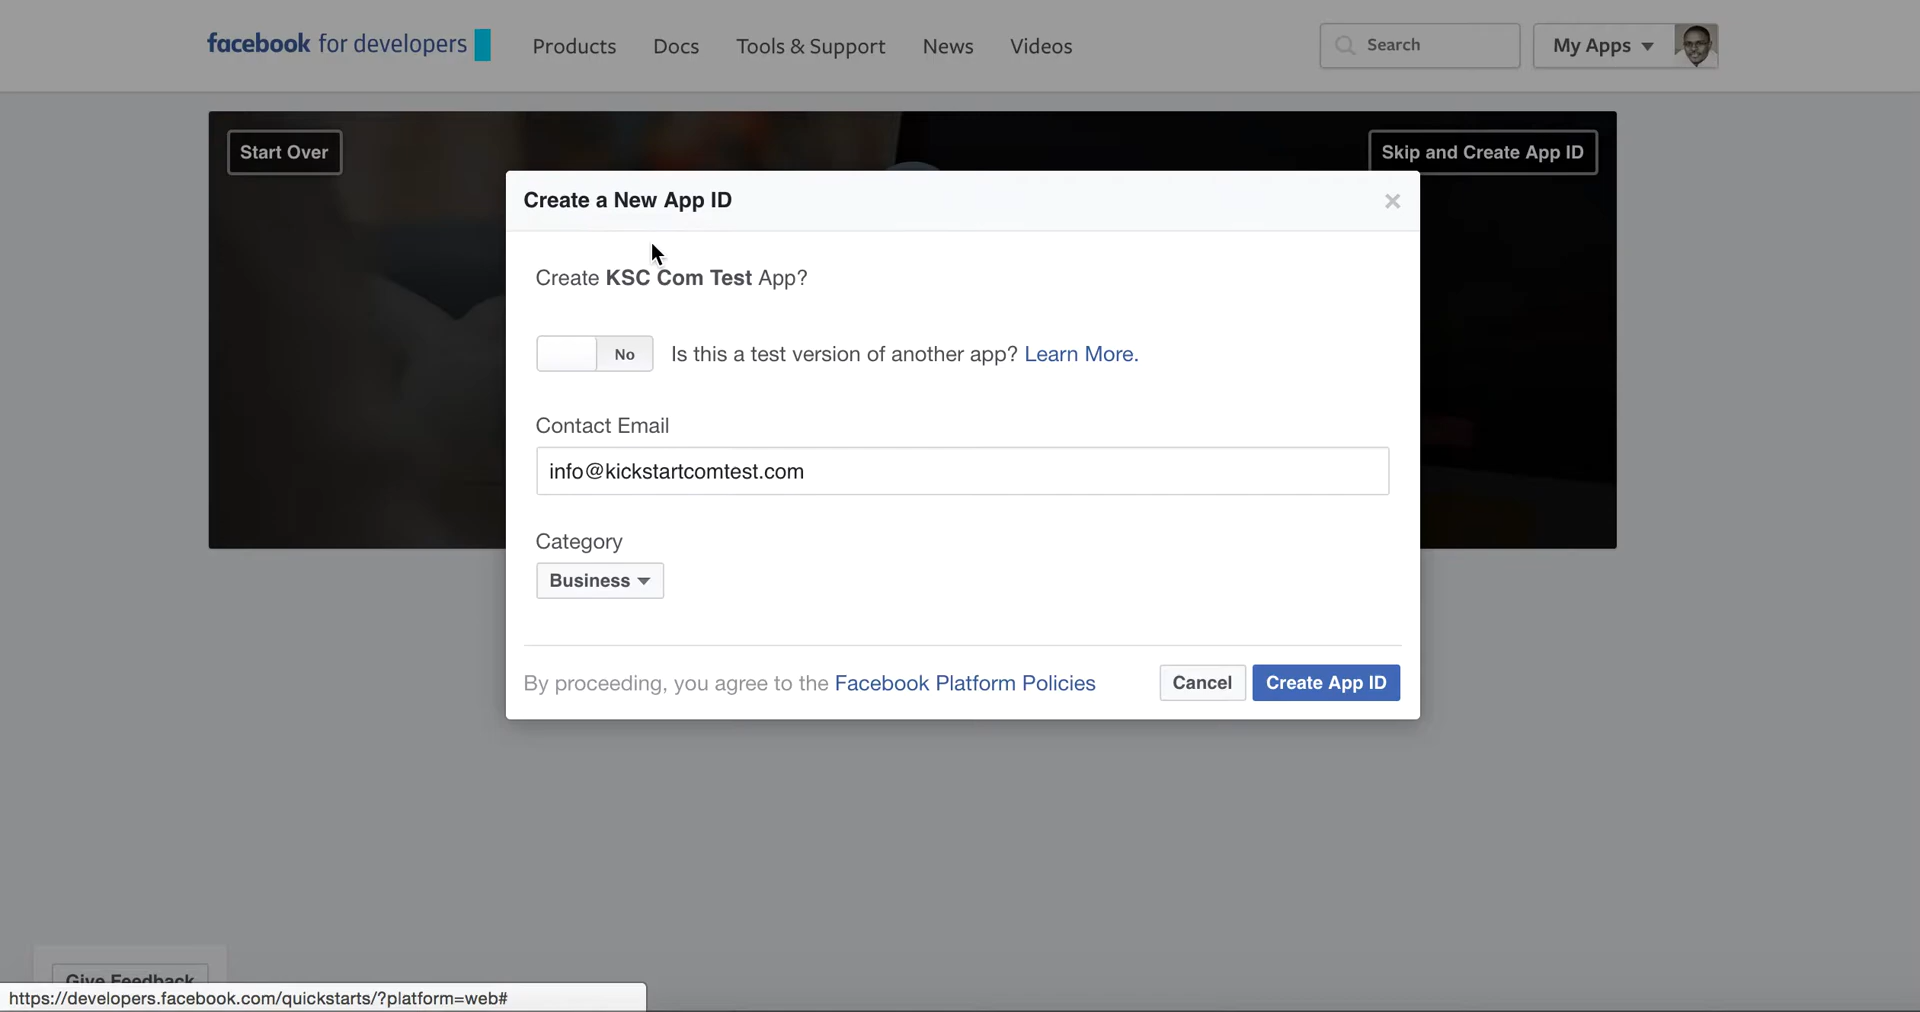 facebook for developers
Products
Docs
Tools & Support
News
Videos
Search
My Apps
Start Over
Skip and Create App ID
Create a New App ID
Create KSC Com Test App?
No
Is this a test version of another app? Learn More.
Contact Email
info@kickstartcomtest.com
Category
Business
By proceeding, you agree to the Facebook Platform Policies
Cancel
Create App ID
Give Feedback
https://developers.facebook.com/quickstarts/?platform=web#